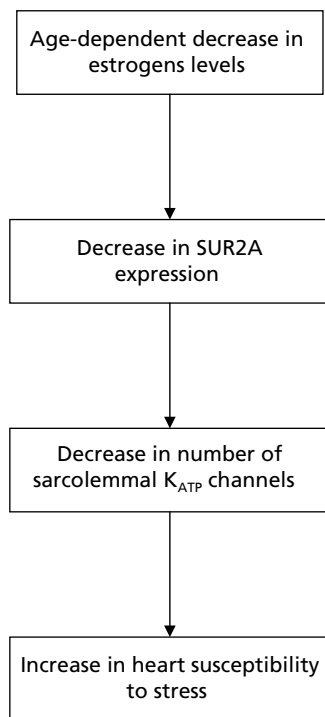 Age-dependent decrease in
estrogens levels
Decrease in SUR2A
expression
Decrease in number of
sarcolemmal K_ATP channels
Increase in heart susceptibility
to stress